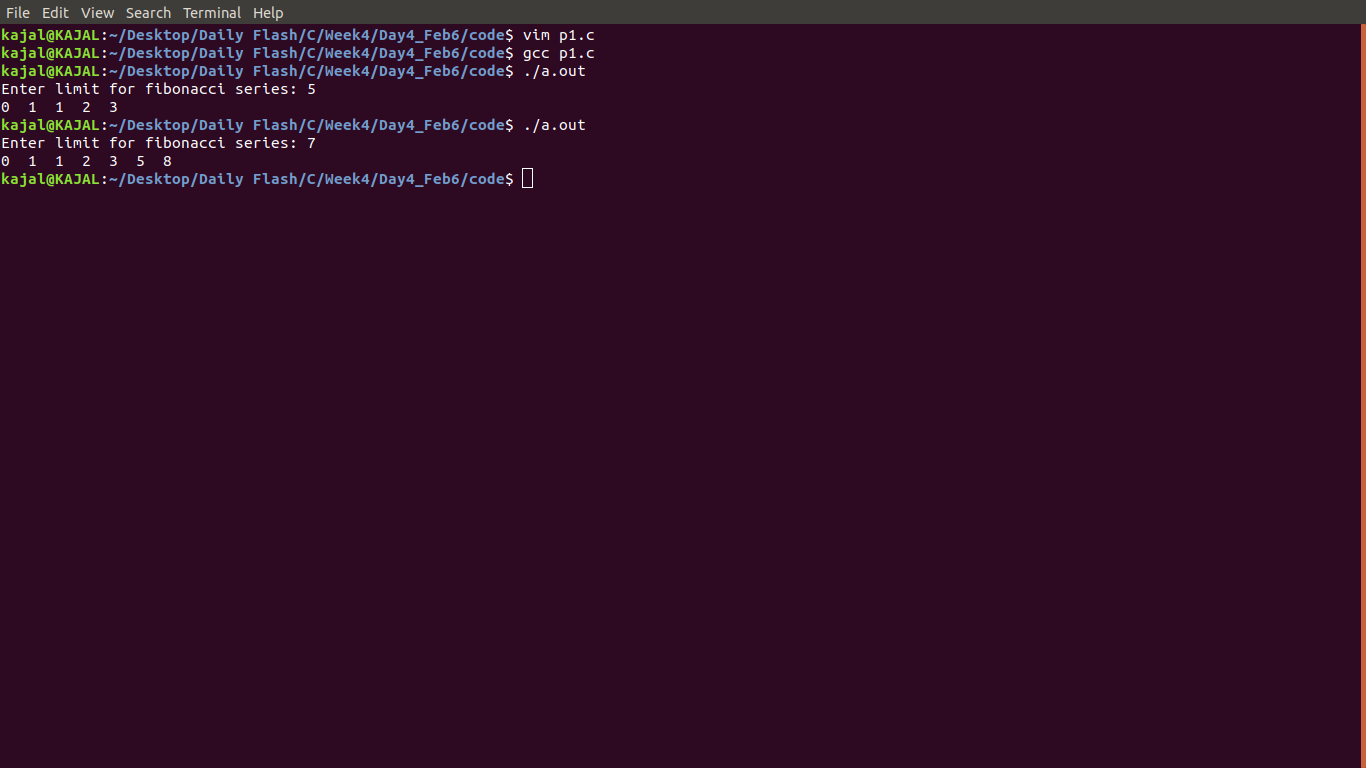 File Edit View Search Terminal Help
kajal@KAJAL:~/Desktop/Daily Flash/C/Week4/Day4_Feb6/code$ vim p1.c
kajal@KAJAL:~/Desktop/Daily Flash/C/Week4/Day4_Feb6/code$ gcc p1.c
kajal@KAJAL:~/Desktop/Daily Flash/C/Week4/Day4_Feb6/code$ ./a.out
Enter limit for fibonacci series: 5
0  1  1  2  3
kajal@KAJAL:~/Desktop/Daily Flash/C/Week4/Day4_Feb6/code$ ./a.out
Enter limit for fibonacci series: 7
0  1  1  2  3  5  8
kajal@KAJAL:~/Desktop/Daily Flash/C/Week4/Day4_Feb6/code$